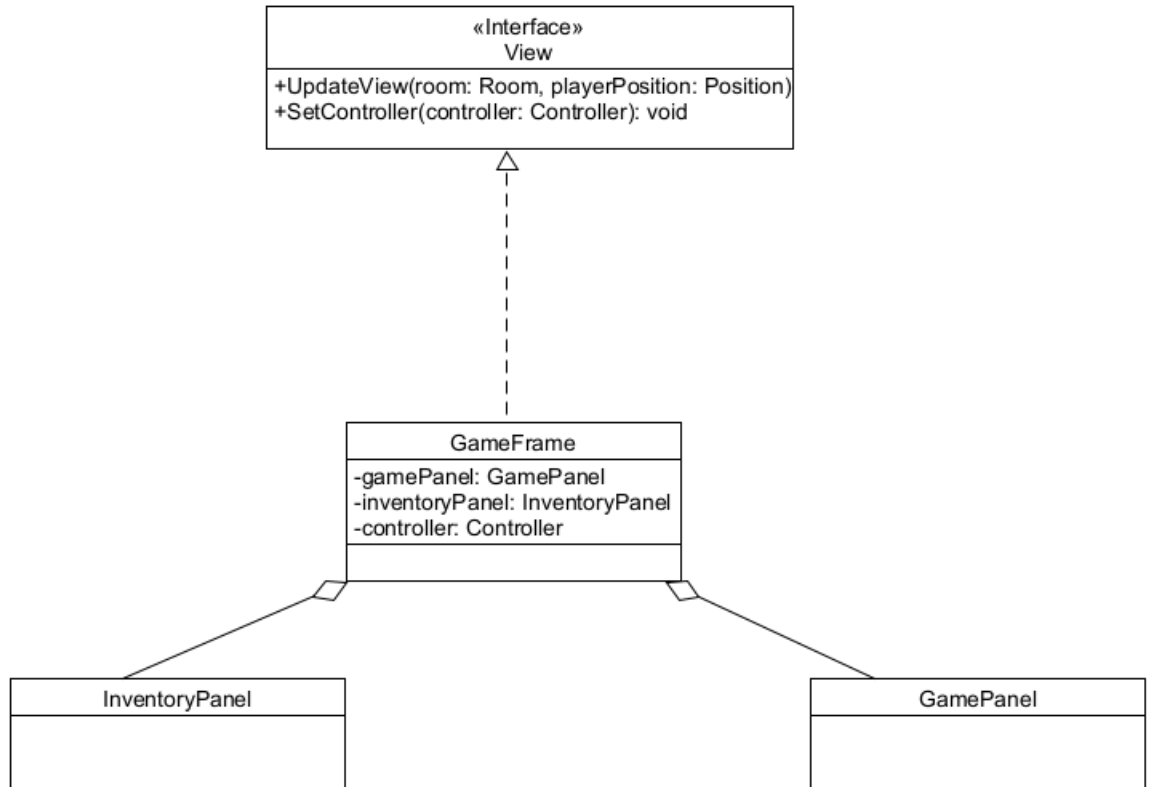 «Interface»
View
+UpdateView(room: Room, playerPosition: Position)
+SetController(controller: Controller): void
GameFrame
-gamePanel: GamePanel
-inventoryPanel: InventoryPanel
-controller: Controller
InventoryPanel
GamePanel